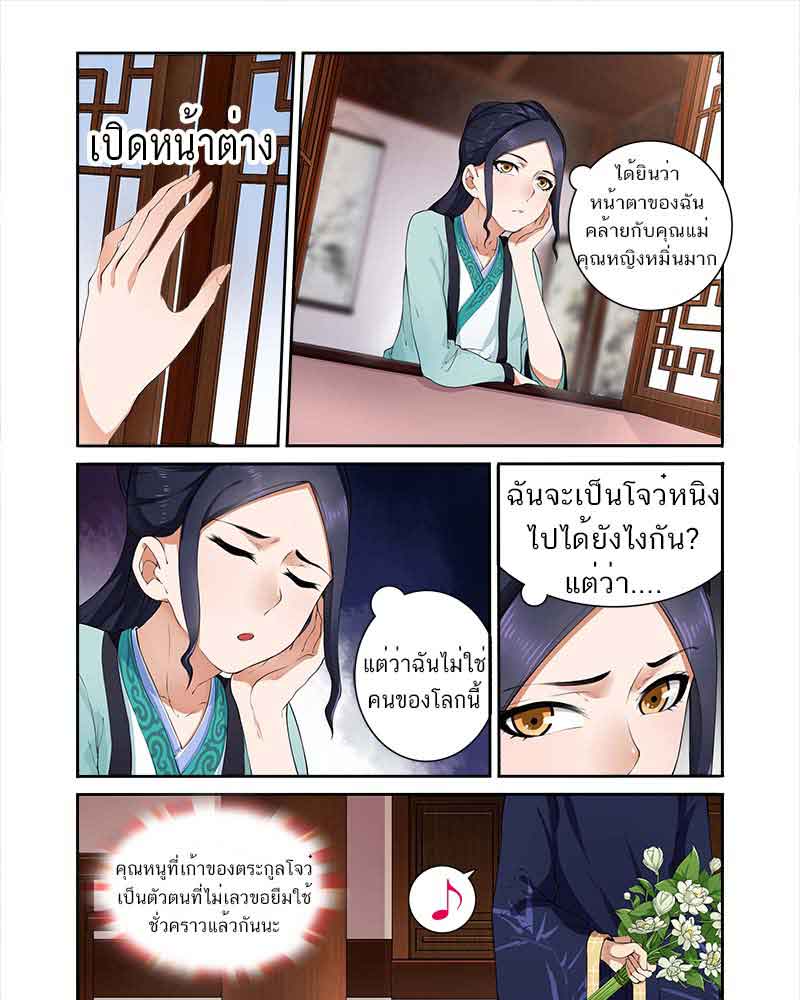 เปิดหน้าต่าง
ได้ยินว่า
หน้าตาของฉัน
คล้ายกับคุณแม่
คุณหญิงหมิ่นมาก
แต่ว่าฉันไม่ใช่
คนของโลกนี้
ฉันจะเป็นโจว๋หนิง
ไปได้ยังไงกัน?
แต่ว่า....
คุณหนูที่เก้าของตระกูลโจว๋
เป็นตัวตนที่ไม่เลวขอยืมใช้
ชั่วคราวแล้วกันนะ